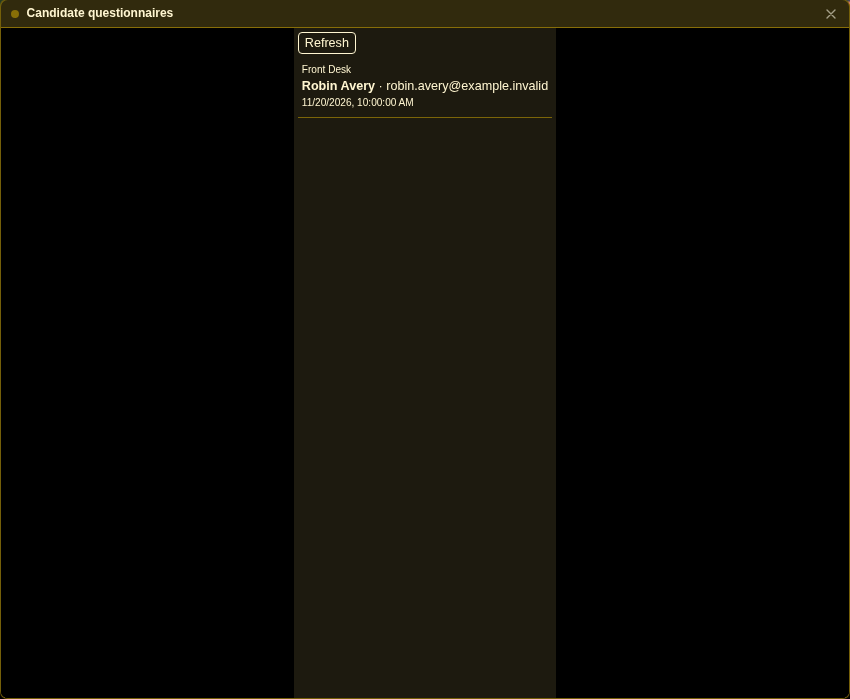 Candidate questionnaires
Refresh
Front Desk
Robin Avery · robin.avery@example.invalid
11/20/2026, 10:00:00 AM